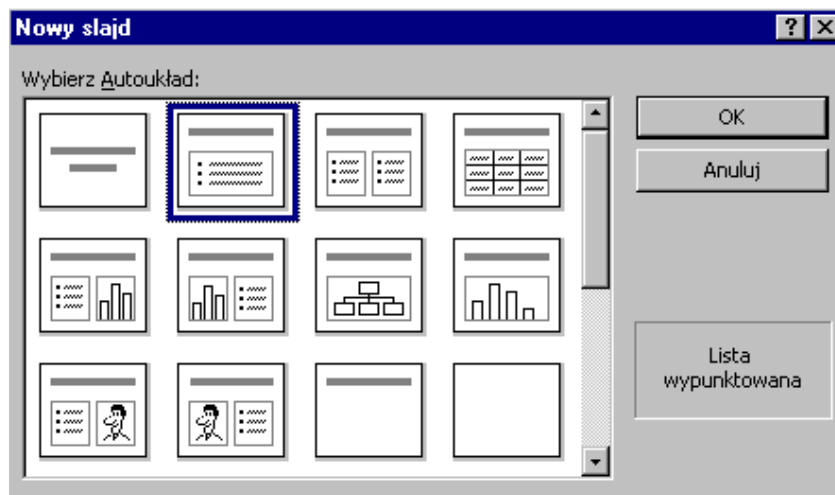 Nowy slajd
Wybierz Autoukład:
OK
Anuluj
Lista
wypunktowana